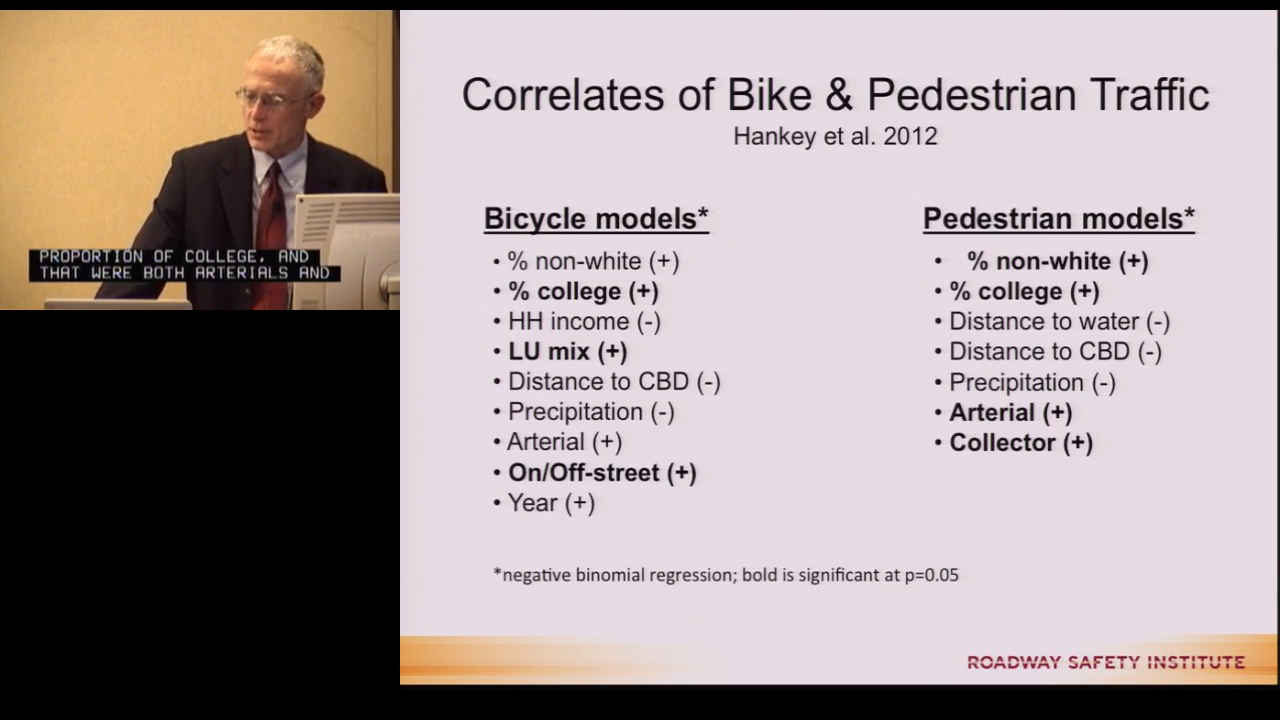 PROPORTION OF COLLEGE, AND
THAT WERE BOTH ARTERIALS AND
Correlates of Bike & Pedestrian Traffic
Hankey et al. 2012
Bicycle models*
• % non-white (+)
• % college (+)
• HH income (-)
• LU mix (+)
• Distance to CBD (-)
• Precipitation (-)
• Arterial (+)
• On/Off-street (+)
• Year (+)
Pedestrian models*
• % non-white (+)
• % college (+)
• Distance to water (-)
• Distance to CBD (-)
• Precipitation (-)
• Arterial (+)
• Collector (+)
*negative binomial regression; bold is significant at p=0.05
ROADWAY SAFETY INSTITUTE